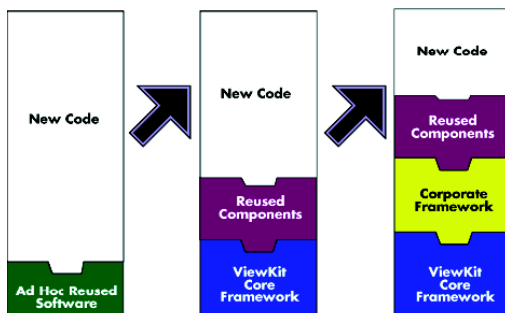 New Code
Ad Hoc Reused
Software
New Code
Reused
Components
ViewKit
Core
Framework
New Code
Reused
Components
Corporate
Framework
ViewKit
Core
Framework